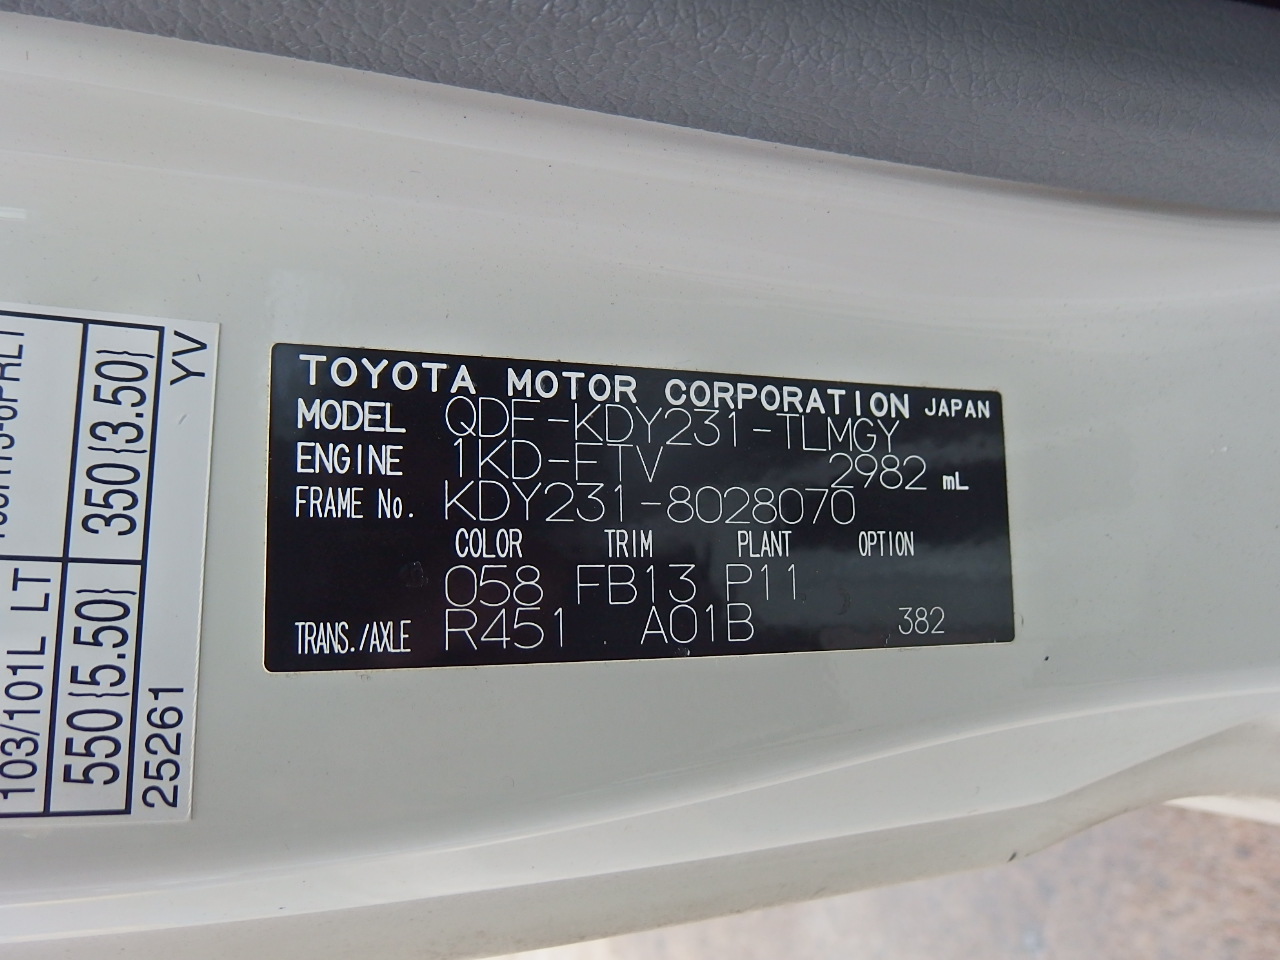 TOYOTA MOTOR CORPORATION JAPAN
MODEL QDF-KDY231-TLMGY
ENGINE 1KD-FTV 2982 mL
FRAME No. KDY231-8028070
COLOR TRIM PLANT OPTION
058 FB13 P11
TRANS./AXLE R451 A01B 382
103/101L LT
550{5.50} 350{3.50}
25261 YV